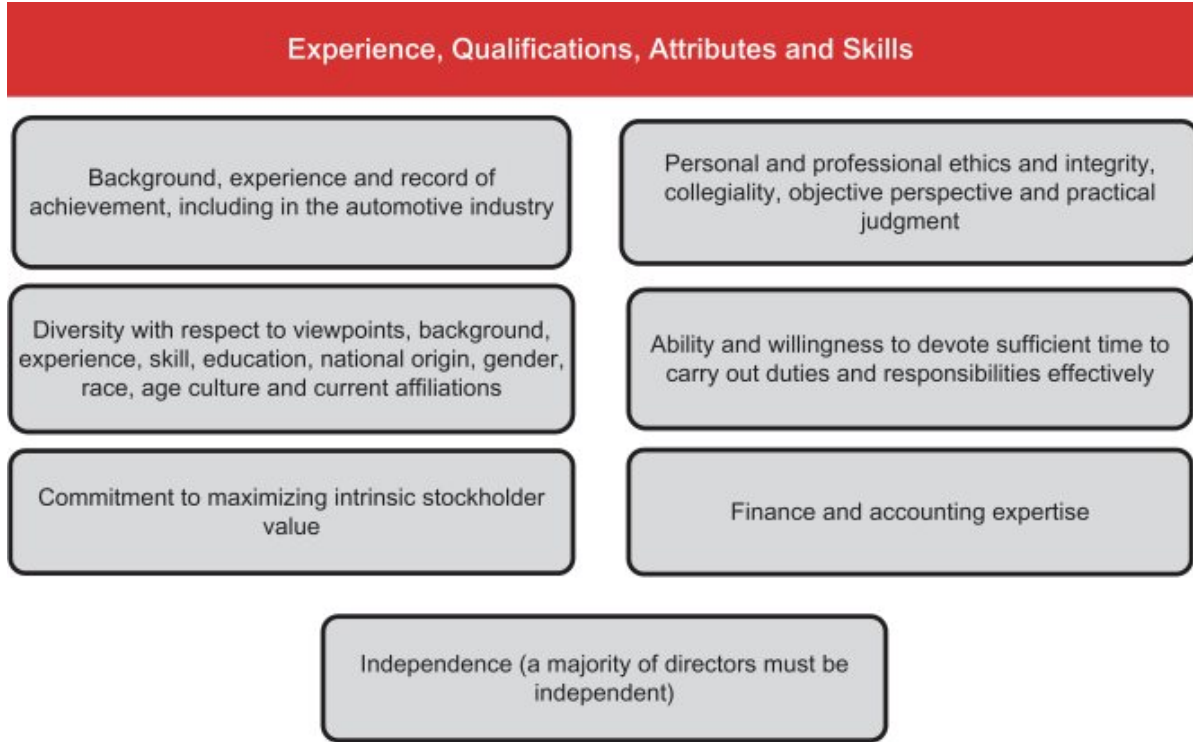 Experience, Qualifications, Attributes and Skills
Background, experience and record of
achievement, including in the automotive industry
Personal and professional ethics and integrity,
collegiality, objective perspective and practical
judgment
Diversity with respect to viewpoints, background,
experience, skill, education, national origin, gender,
race, age culture and current affiliations
Ability and willingness to devote sufficient time to
carry out duties and responsibilities effectively
Commitment to maximizing intrinsic stockholder
value
Finance and accounting expertise
Independence (a majority of directors must be
independent)